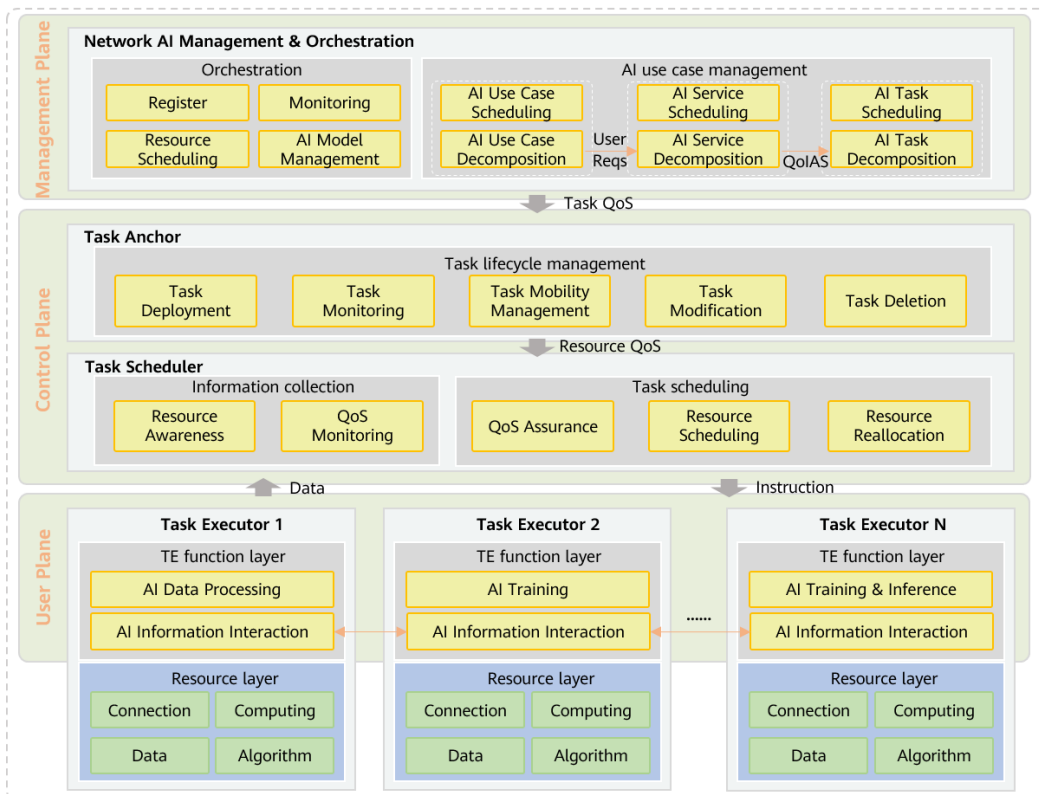 Management Plane
Network AI Management & Orchestration
Orchestration
Register
Monitoring
Resource
Scheduling
AI Model
Management
AI use case management
AI Use Case
Scheduling
AI Use Case
Decomposition
User
Reqs
AI Service
Scheduling
AI Service
Decomposition
QoIAS
AI Task
Scheduling
AI Task
Decomposition
Task QoS
Control Plane
Task Anchor
Task lifecycle management
Task
Deployment
Task
Monitoring
Task Mobility
Management
Task
Modification
Task Deletion
Resource QoS
Task Scheduler
Information collection
Resource
Awareness
QoS
Monitoring
Task scheduling
QoS Assurance
Resource
Scheduling
Resource
Reallocation
Data
Instruction
User Plane
Task Executor 1
TE function layer
AI Data Processing
AI Information Interaction
Resource layer
Connection
Computing
Data
Algorithm
Task Executor 2
TE function layer
AI Training
AI Information Interaction
Resource layer
Connection
Computing
Data
Algorithm
......
Task Executor N
TE function layer
AI Training & Inference
AI Information Interaction
Resource layer
Connection
Computing
Data
Algorithm